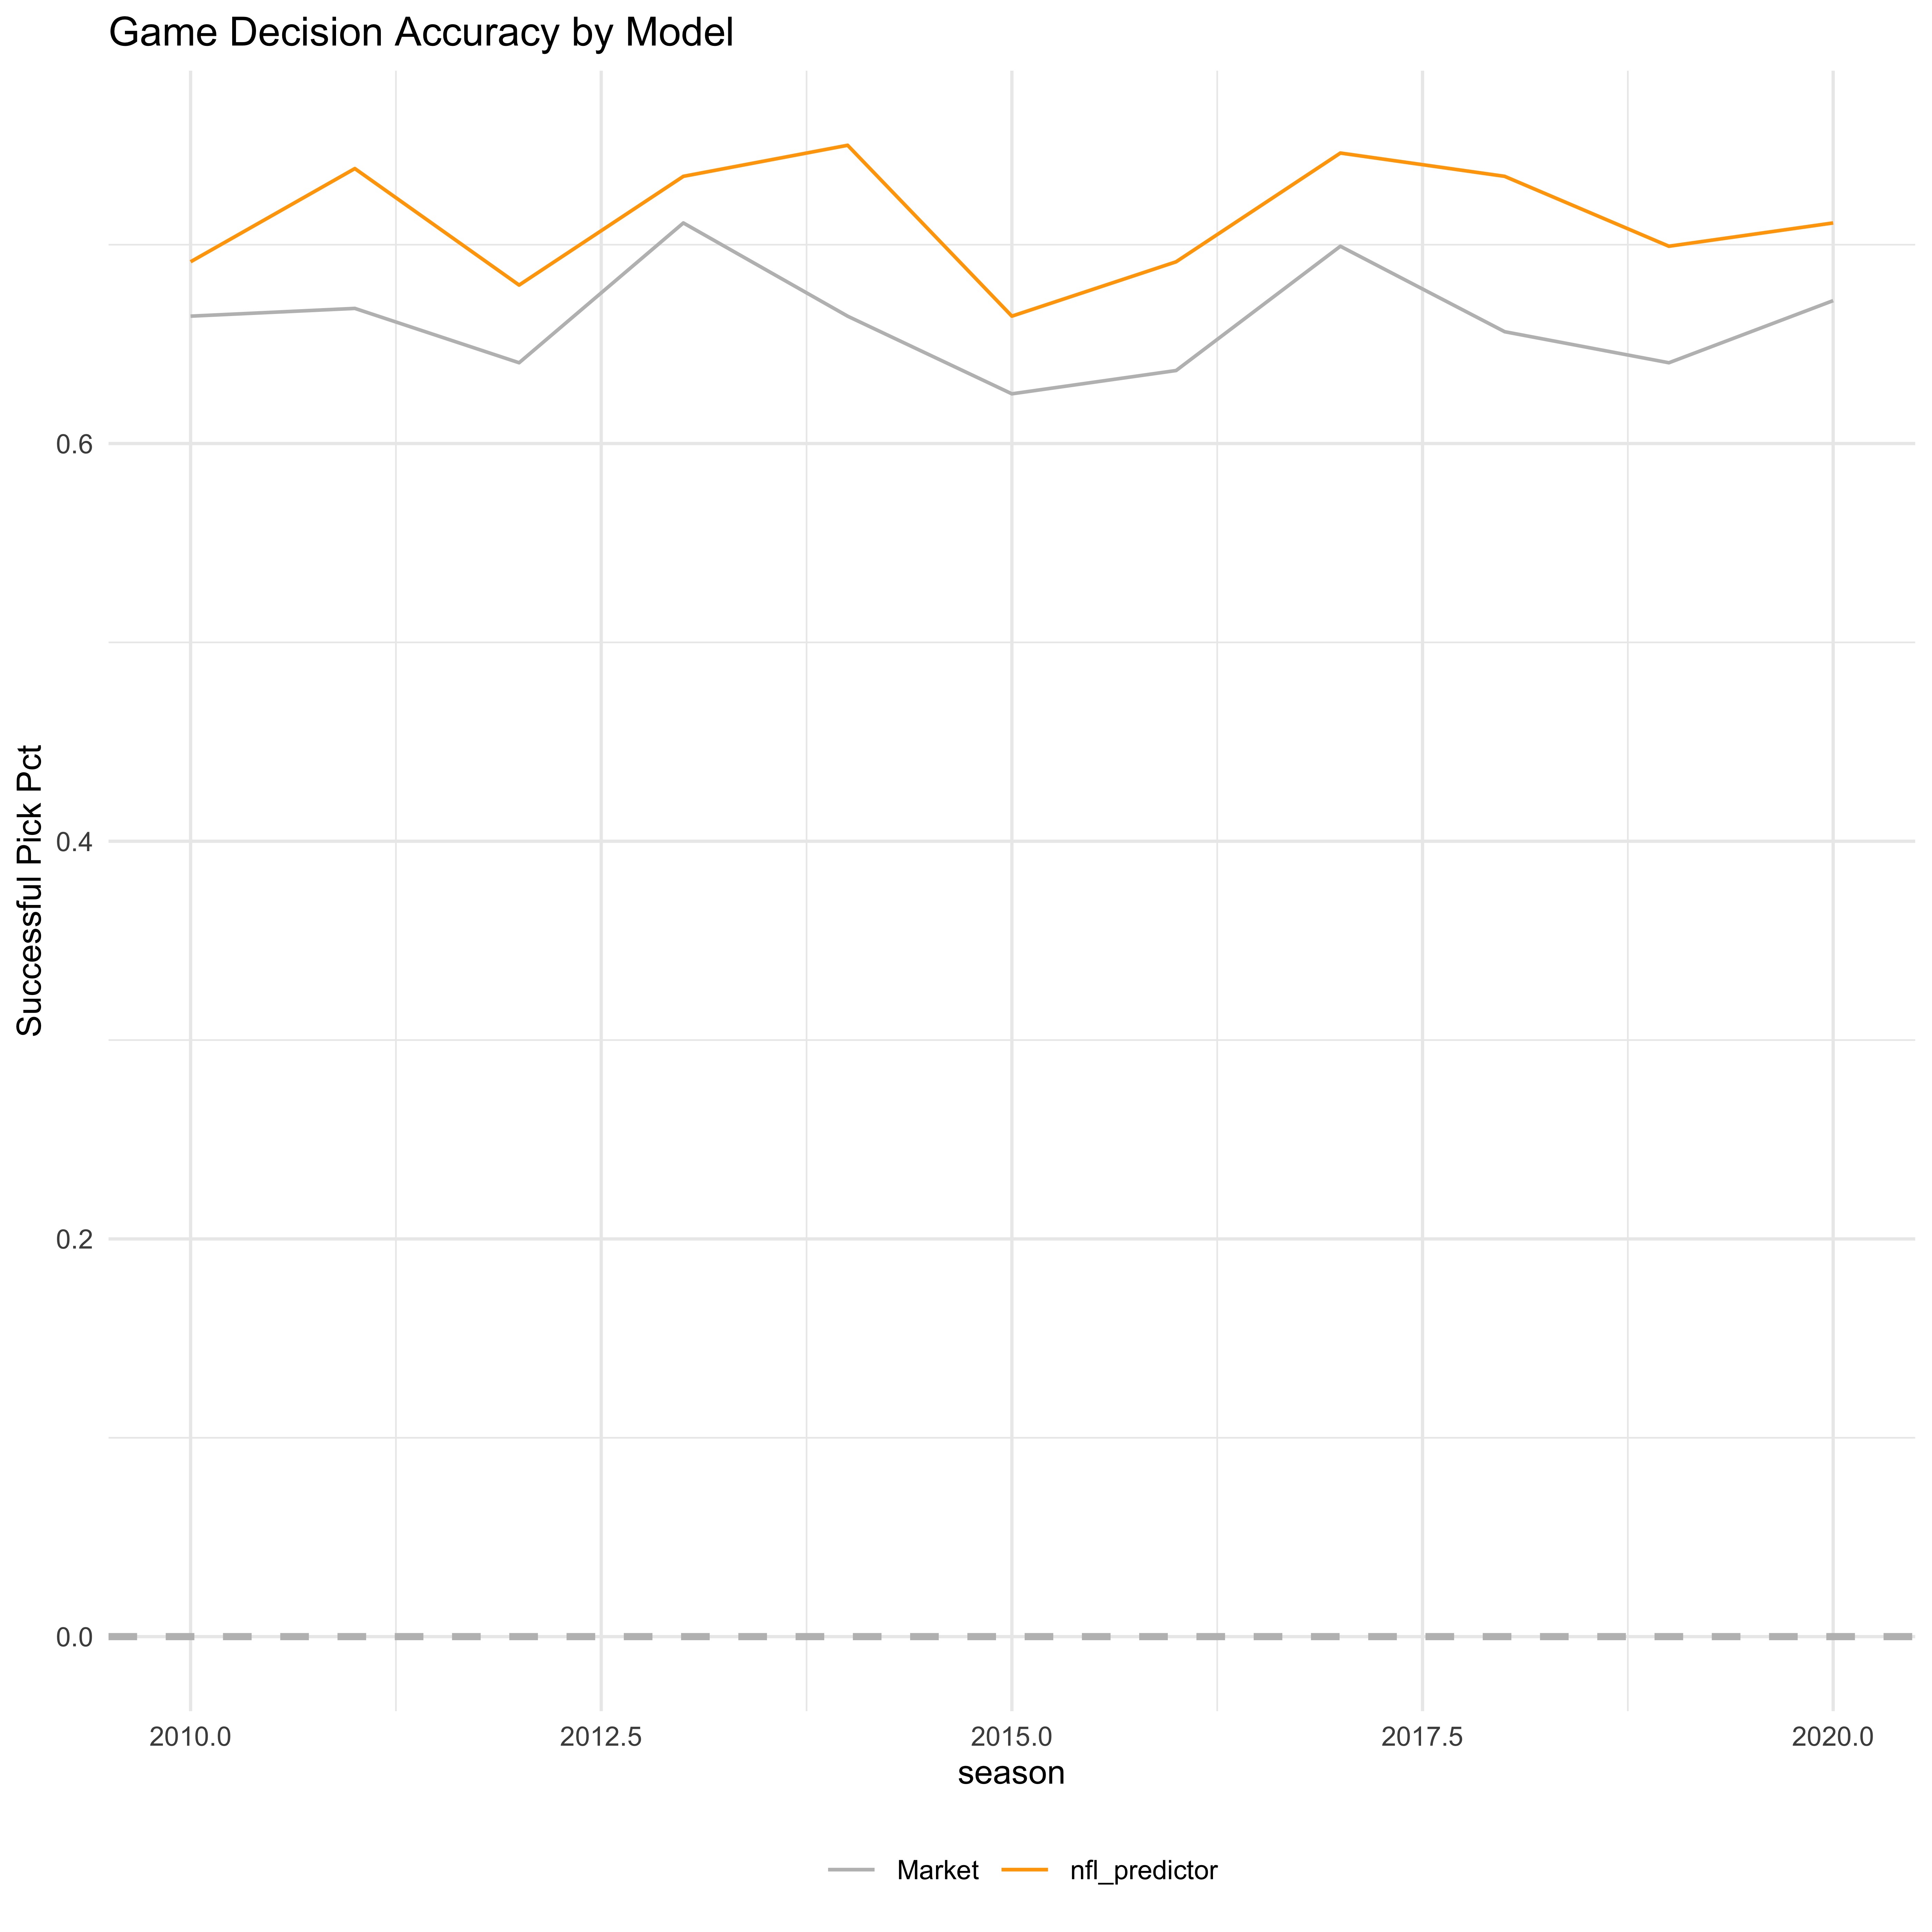 Game Decision Accuracy by Model
Successful Pick Pct
0.6
0.4
0.2
0.0
2010.0 2012.5 2015.0 2017.5 2020.0
season
Market nfl_predictor